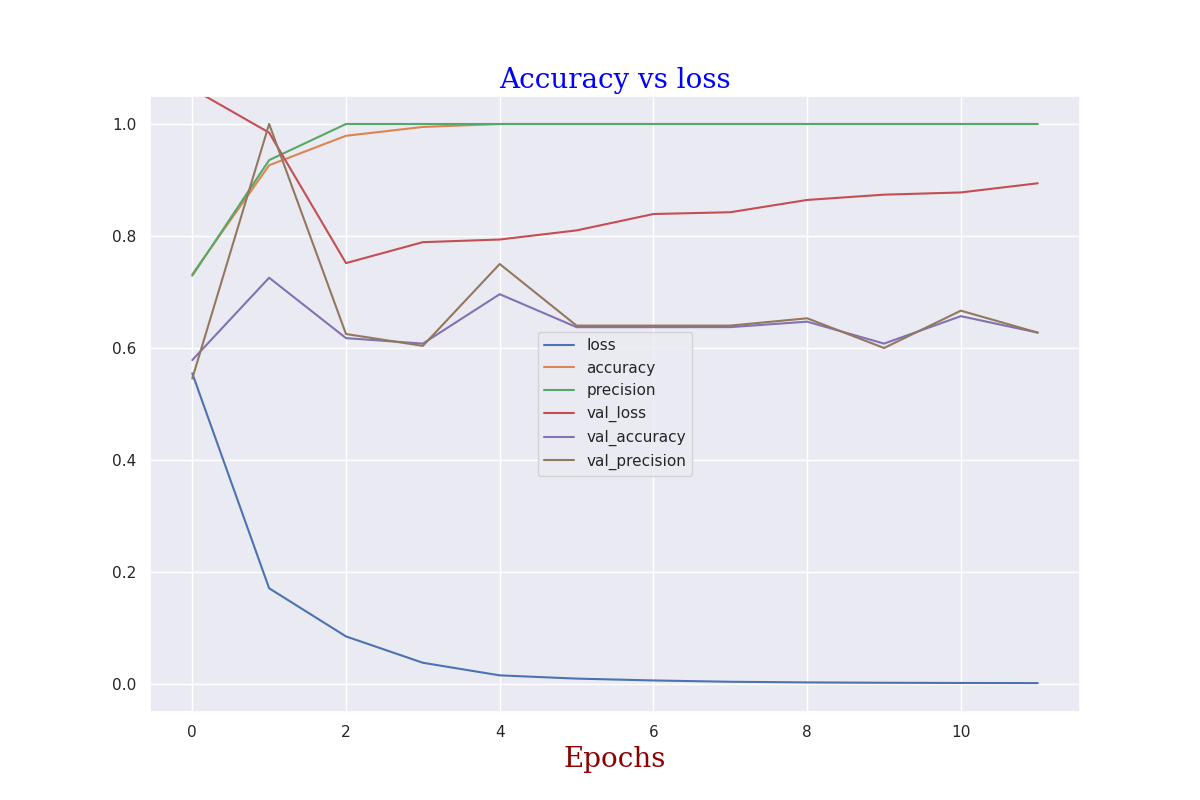 Accuracy vs loss
1.0
0.8
0.6
0.4
0.2
0.0
loss
accuracy
precision
val_loss
val_accuracy
val_precision
0 2 4 6 8 10
Epochs